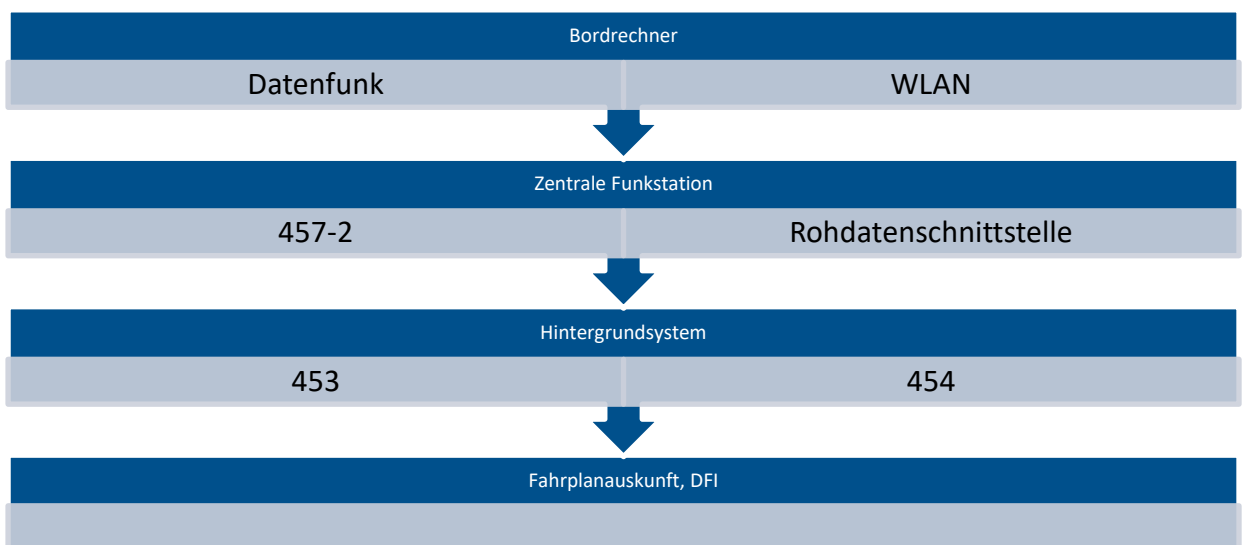 Bordrechner
Datenfunk WLAN
Zentrale Funkstation
457-2 Rohdatenschnittstelle
Hintergrundsystem
453 454
Fahrplanauskunft, DFI